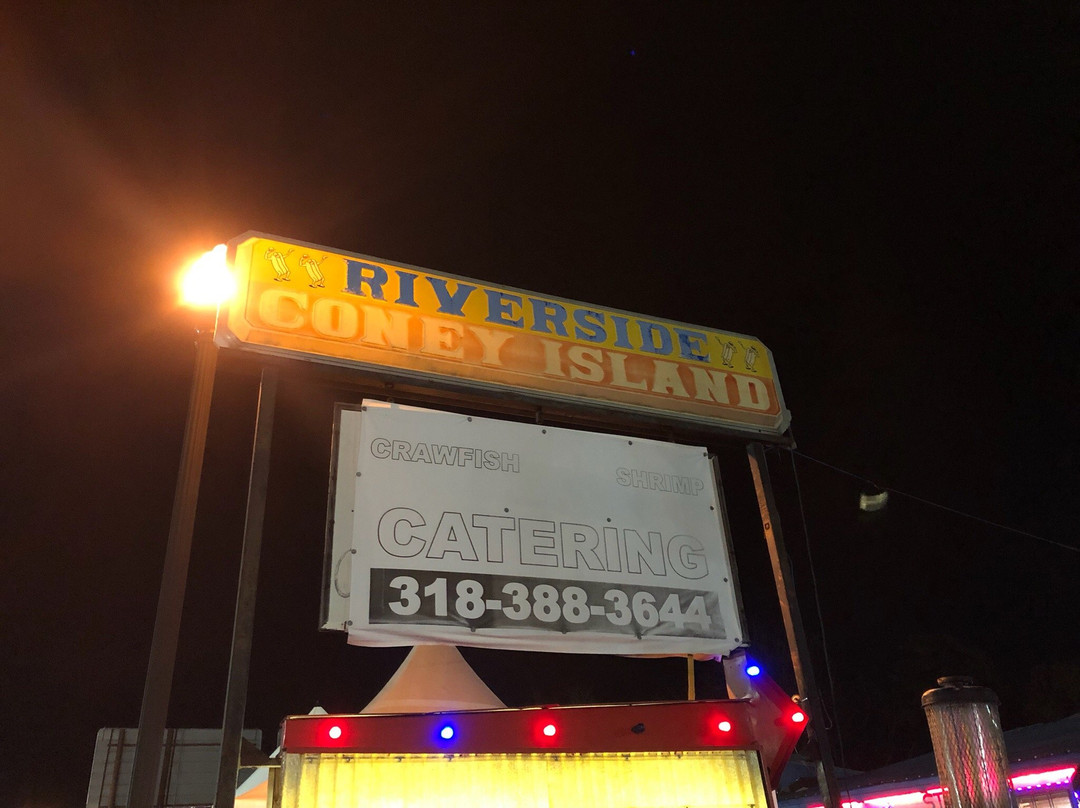 RIVERSIDE
CONEY ISLAND
CRAWFISH
SHRIMP
CATERING
318-388-3644